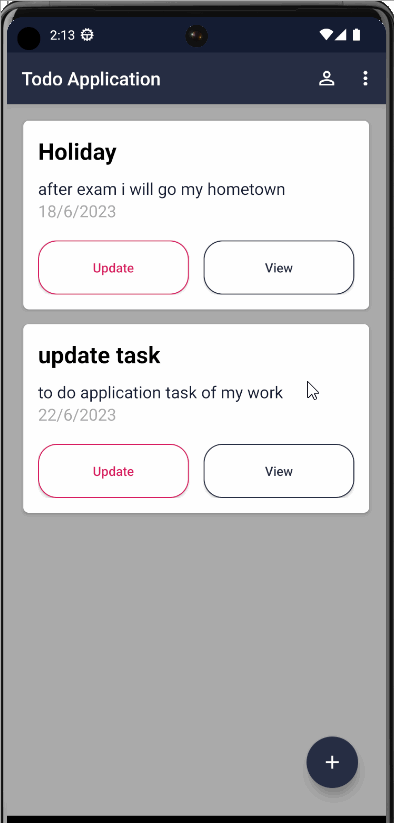 2:13
Todo Application
Holiday
after exam i will go my hometown
18/6/2023
Update View
update task
to do application task of my work
22/6/2023
Update View
+